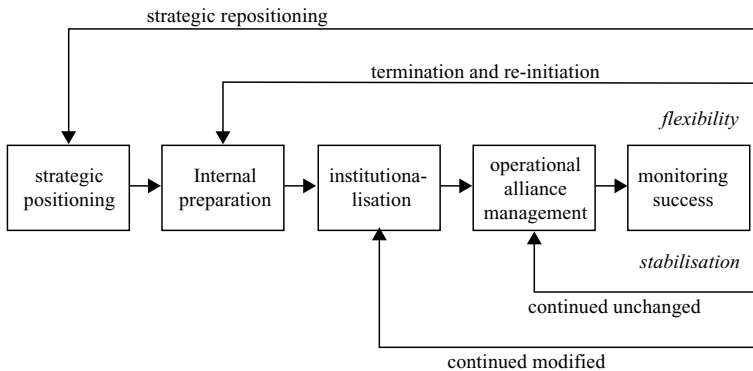 strategic repositioning
termination and re-initiation
flexibility
strategic
positioning
Internal
preparation
institutiona-
lisation
operational
alliance
management
monitoring
success
stabilisation
continued unchanged
continued modified